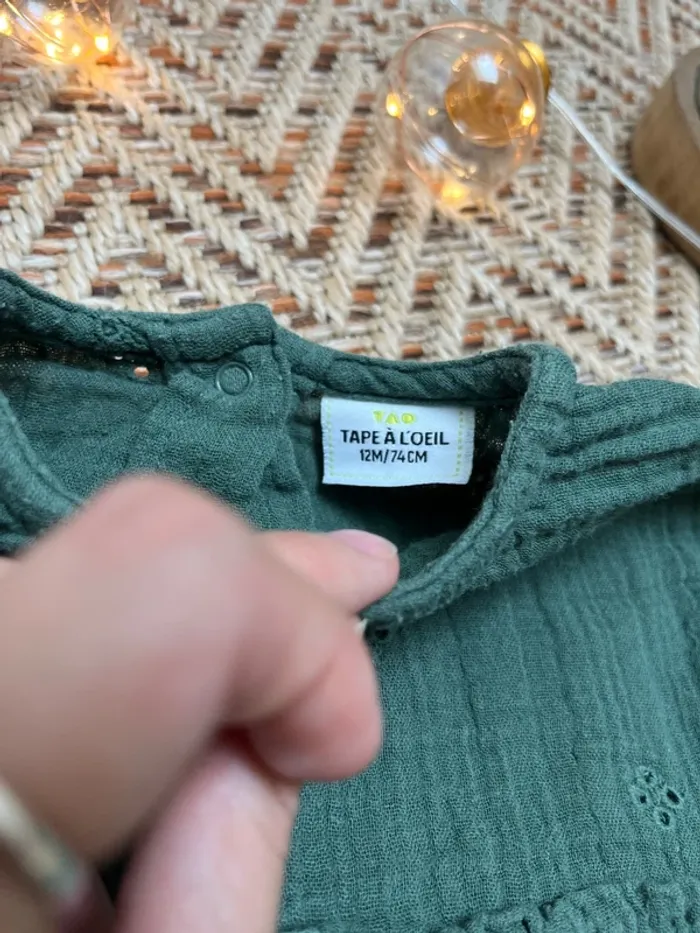 TAO
TAPE À L'OEIL
12M/74CM